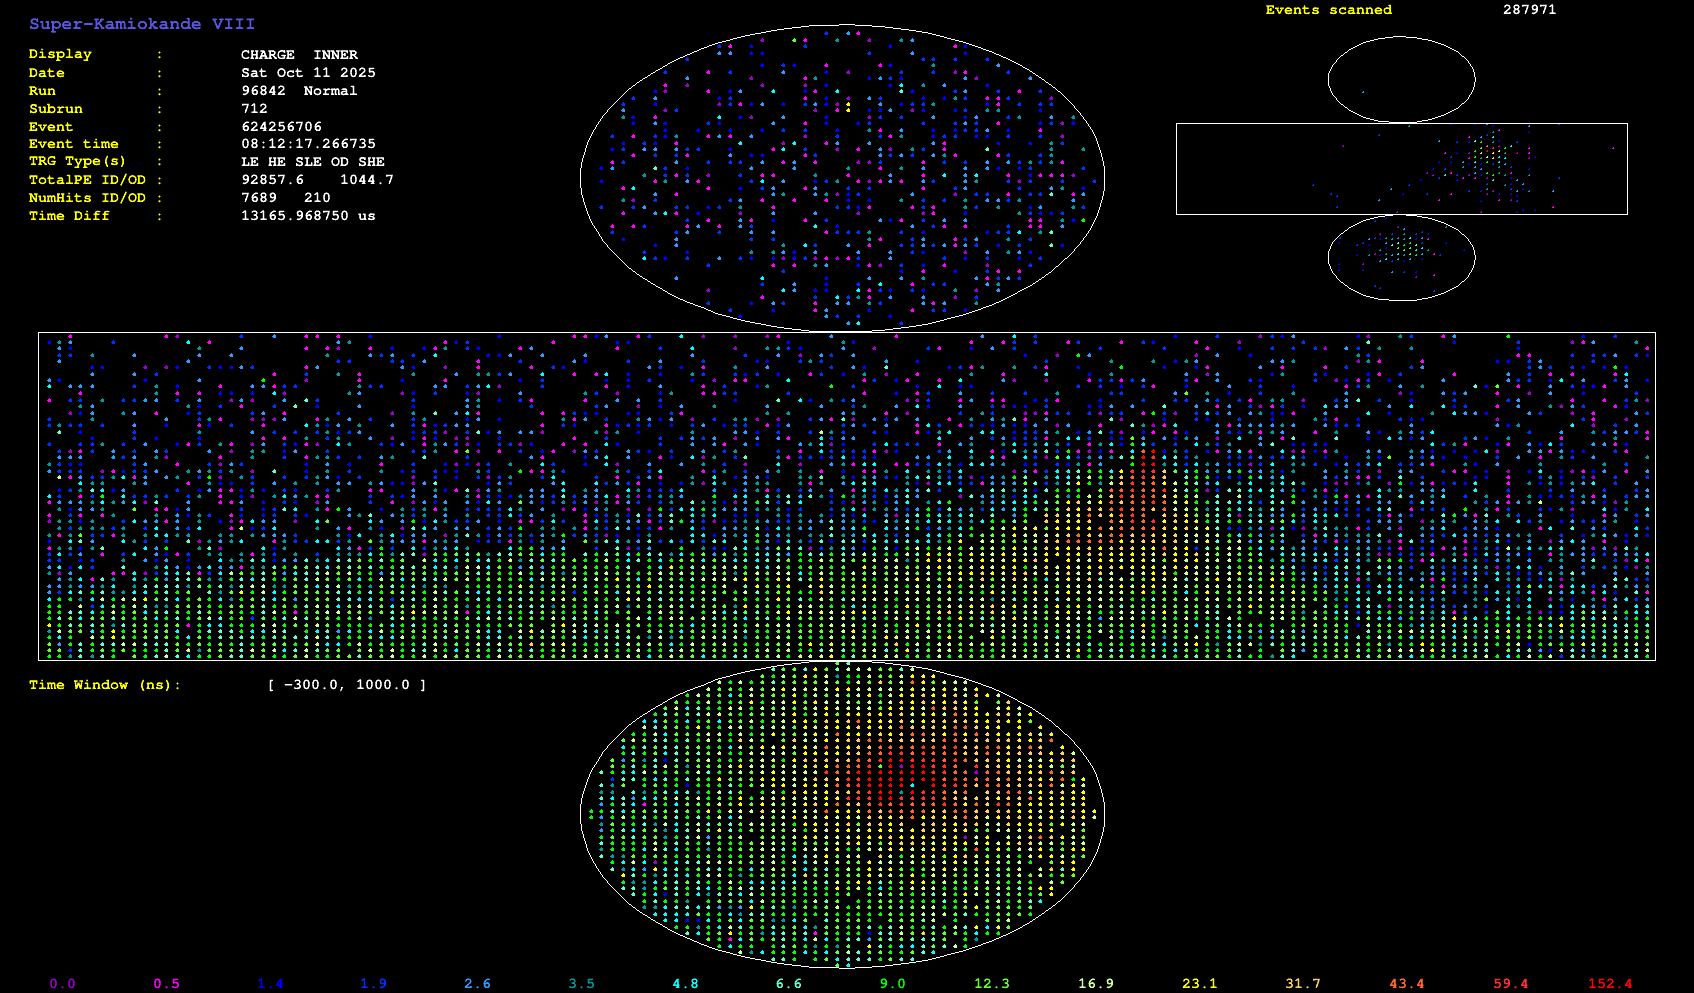 Super-Kamiokande VIII
Events scanned 287971
Display : CHARGE INNER
Date : Sat Oct 11 2025
Run : 96842 Normal
Subrun : 712
Event : 624256706
Event time : 08:12:17.266735
TRG Type(s) : LE HE SLE OD SHE
TotalPE ID/OD : 92857.6 1044.7
NumHits ID/OD : 7689 210
Time Diff : 13165.968750 us
Time Window (ns): [ -300.0, 1000.0 ]
0.0 0.5 1.4 1.9 2.6 3.5 4.8 6.6 9.0 12.3 16.9 23.1 31.7 43.4 59.4 152.4